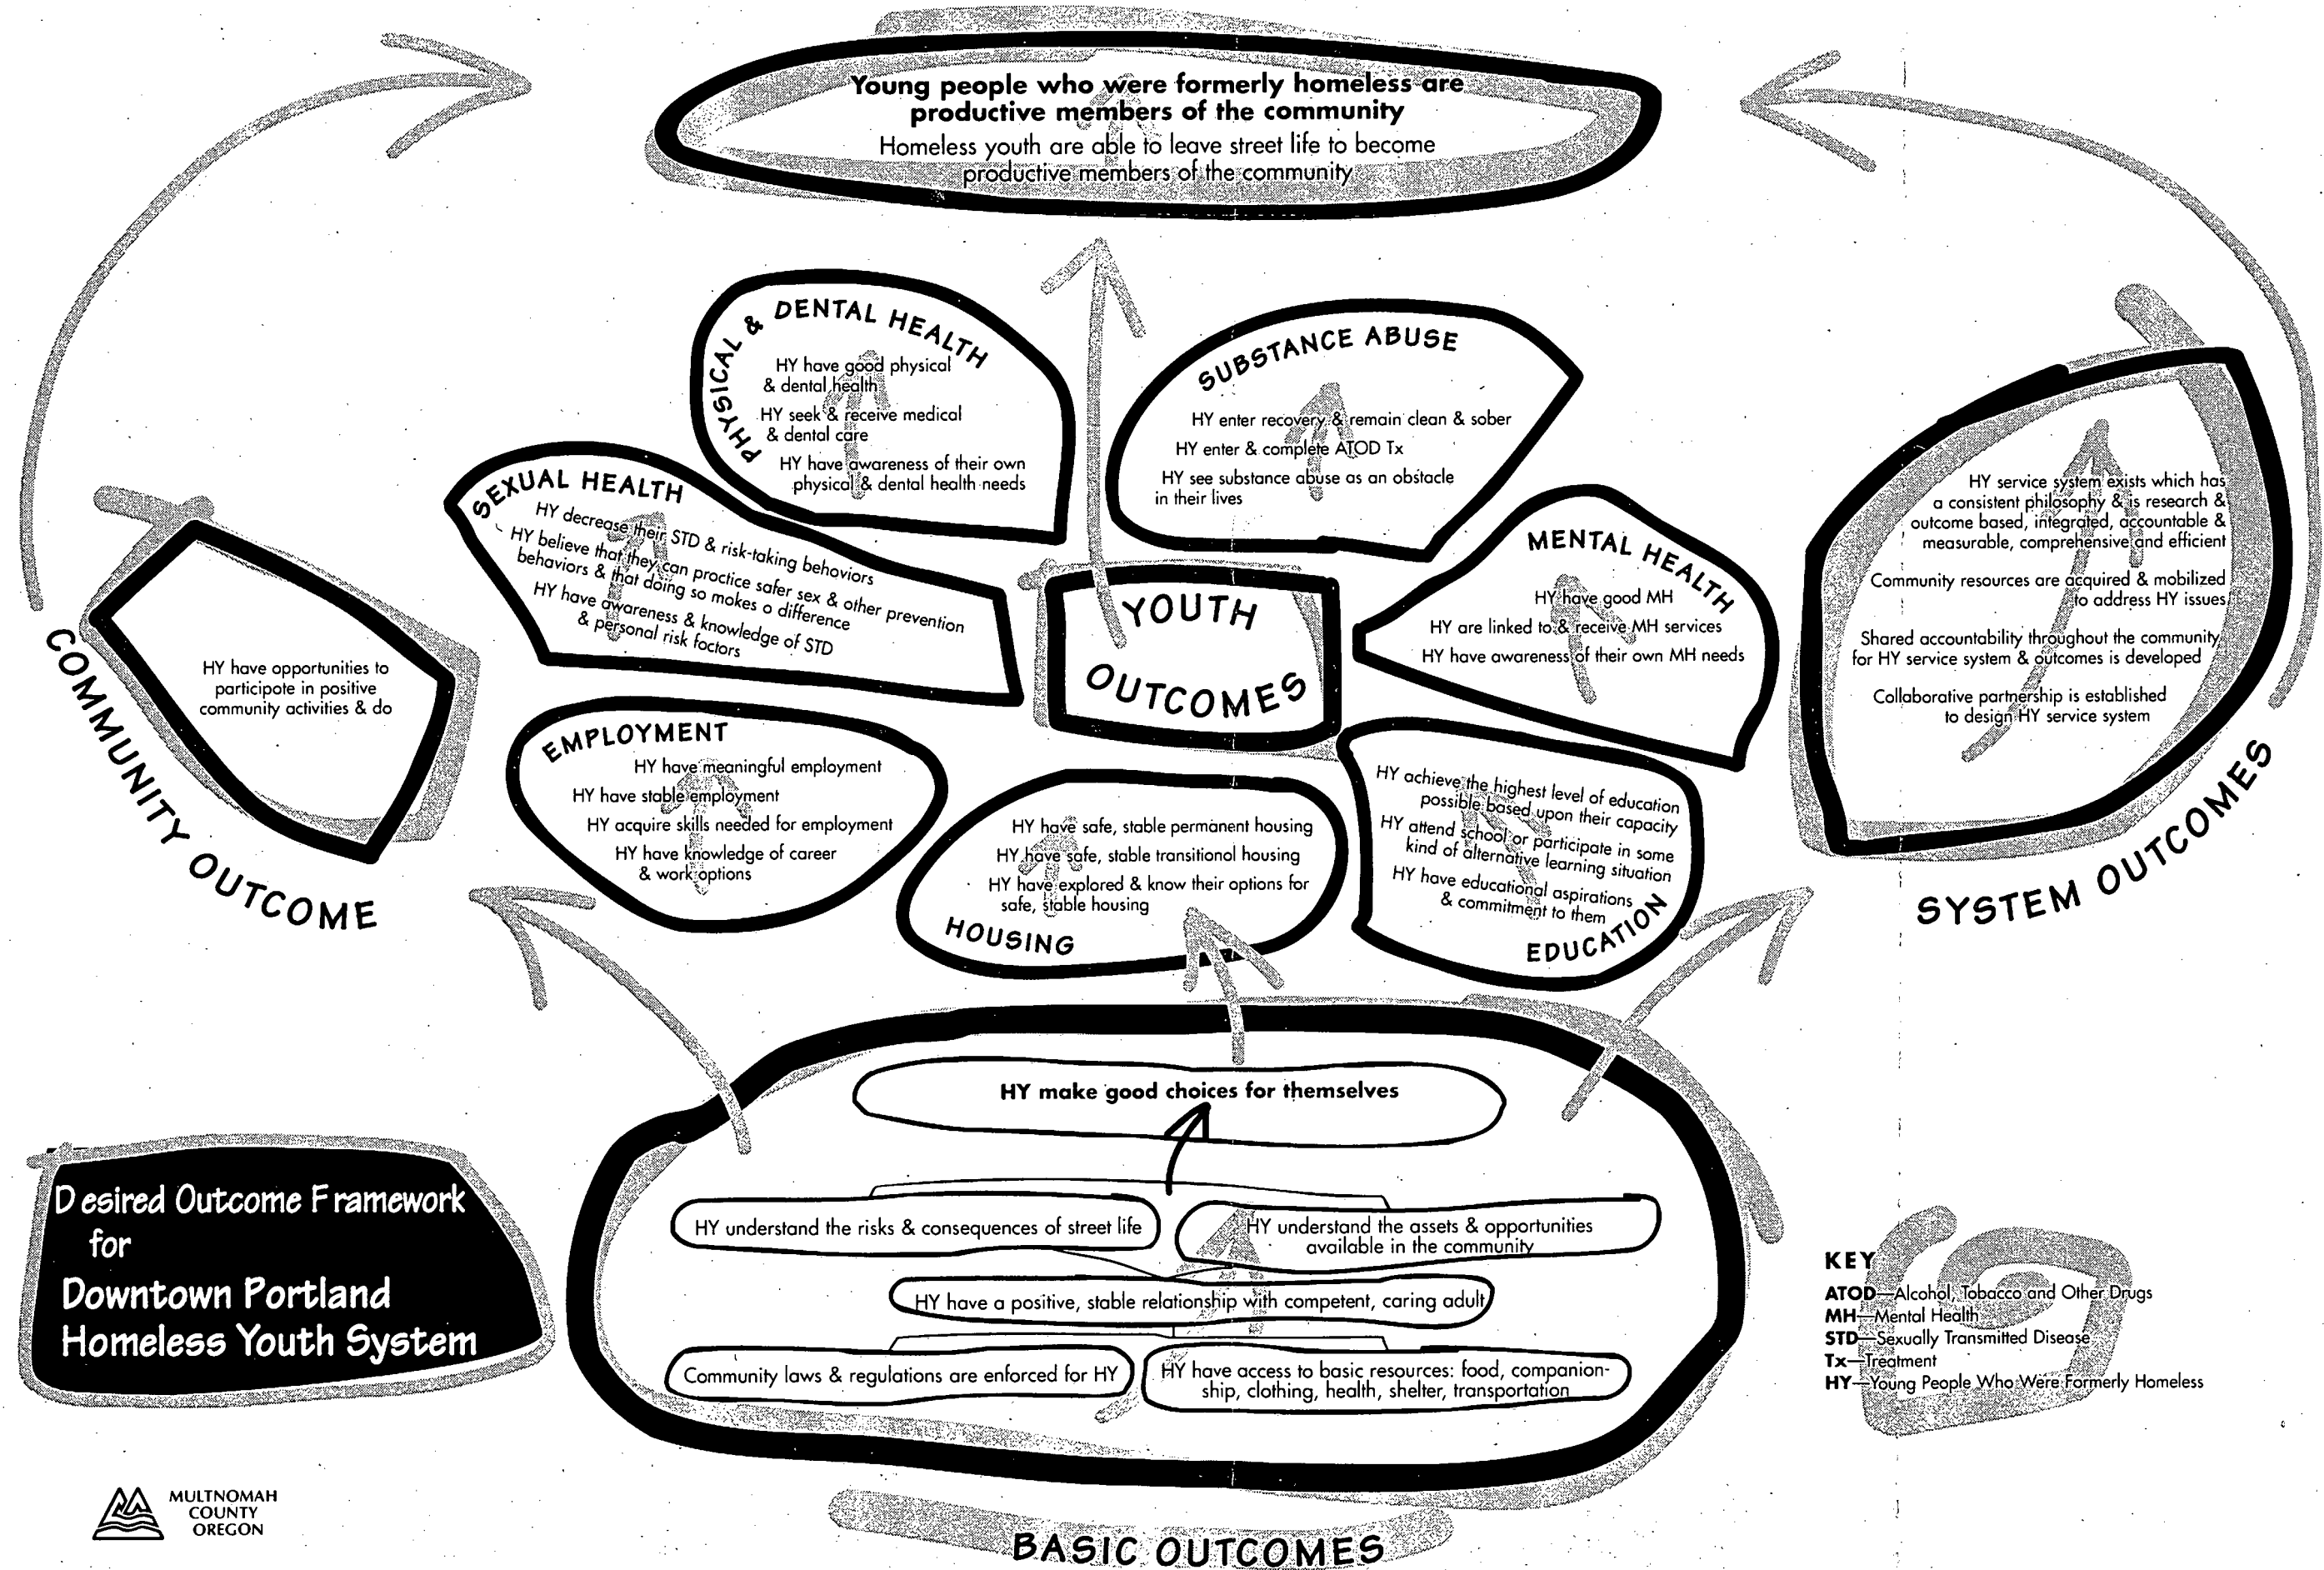 Young people who were formerly homeless are
productive members of the community
Homeless youth are able to leave street life to become
productive members of the community
PHYSICAL & DENTAL HEALTH
HY have good physical
& dental health
HY seek & receive medical
& dental care
HY have awareness of their own
physical & dental health needs
SUBSTANCE ABUSE
HY enter recovery & remain clean & sober
HY enter & complete ATOD Tx
HY see substance abuse as an obstacle
in their lives
SEXUAL HEALTH
HY decrease their STD & risk-taking behaviors
HY believe that they can practice safer sex & other prevention
behaviors & that doing so makes a difference
HY have awareness & knowledge of STD
& personal risk factors
MENTAL HEALTH
HY have good MH
HY are linked to & receive MH services
HY have awareness of their own MH needs
YOUTH
OUTCOMES
HY have opportunities to
participate in positive
community activities & do
COMMUNITY OUTCOME
HY service system exists which has
a consistent philosophy & is research &
outcome based, integrated, accountable &
measurable, comprehensive and efficient
Community resources are acquired & mobilized
to address HY issues
Shared accountability throughout the community
for HY service system & outcomes is developed
Collaborative partnership is established
to design HY service system
SYSTEM OUTCOMES
EMPLOYMENT
HY have meaningful employment
HY have stable employment
HY acquire skills needed for employment
HY have knowledge of career
& work options
HY have safe, stable permanent housing
HY have safe, stable transitional housing
HY have explored & know their options for
safe, stable housing
HOUSING
HY achieve the highest level of education
possible based upon their capacity
HY attend school or participate in some
kind of alternative learning situation
HY have educational aspirations
& commitment to them
EDUCATION
HY make good choices for themselves
HY understand the risks & consequences of street life
HY understand the assets & opportunities
available in the community
HY have a positive, stable relationship with competent, caring adult
Community laws & regulations are enforced for HY
HY have access to basic resources: food, companion-
ship, clothing, health, shelter, transportation
BASIC OUTCOMES
Desired Outcome Framework
for
Downtown Portland
Homeless Youth System
KEY
ATOD—Alcohol, Tobacco and Other Drugs
MH—Mental Health
STD—Sexually Transmitted Disease
Tx—Treatment
HY—Young People Who Were Formerly Homeless
MULTNOMAH
COUNTY
OREGON